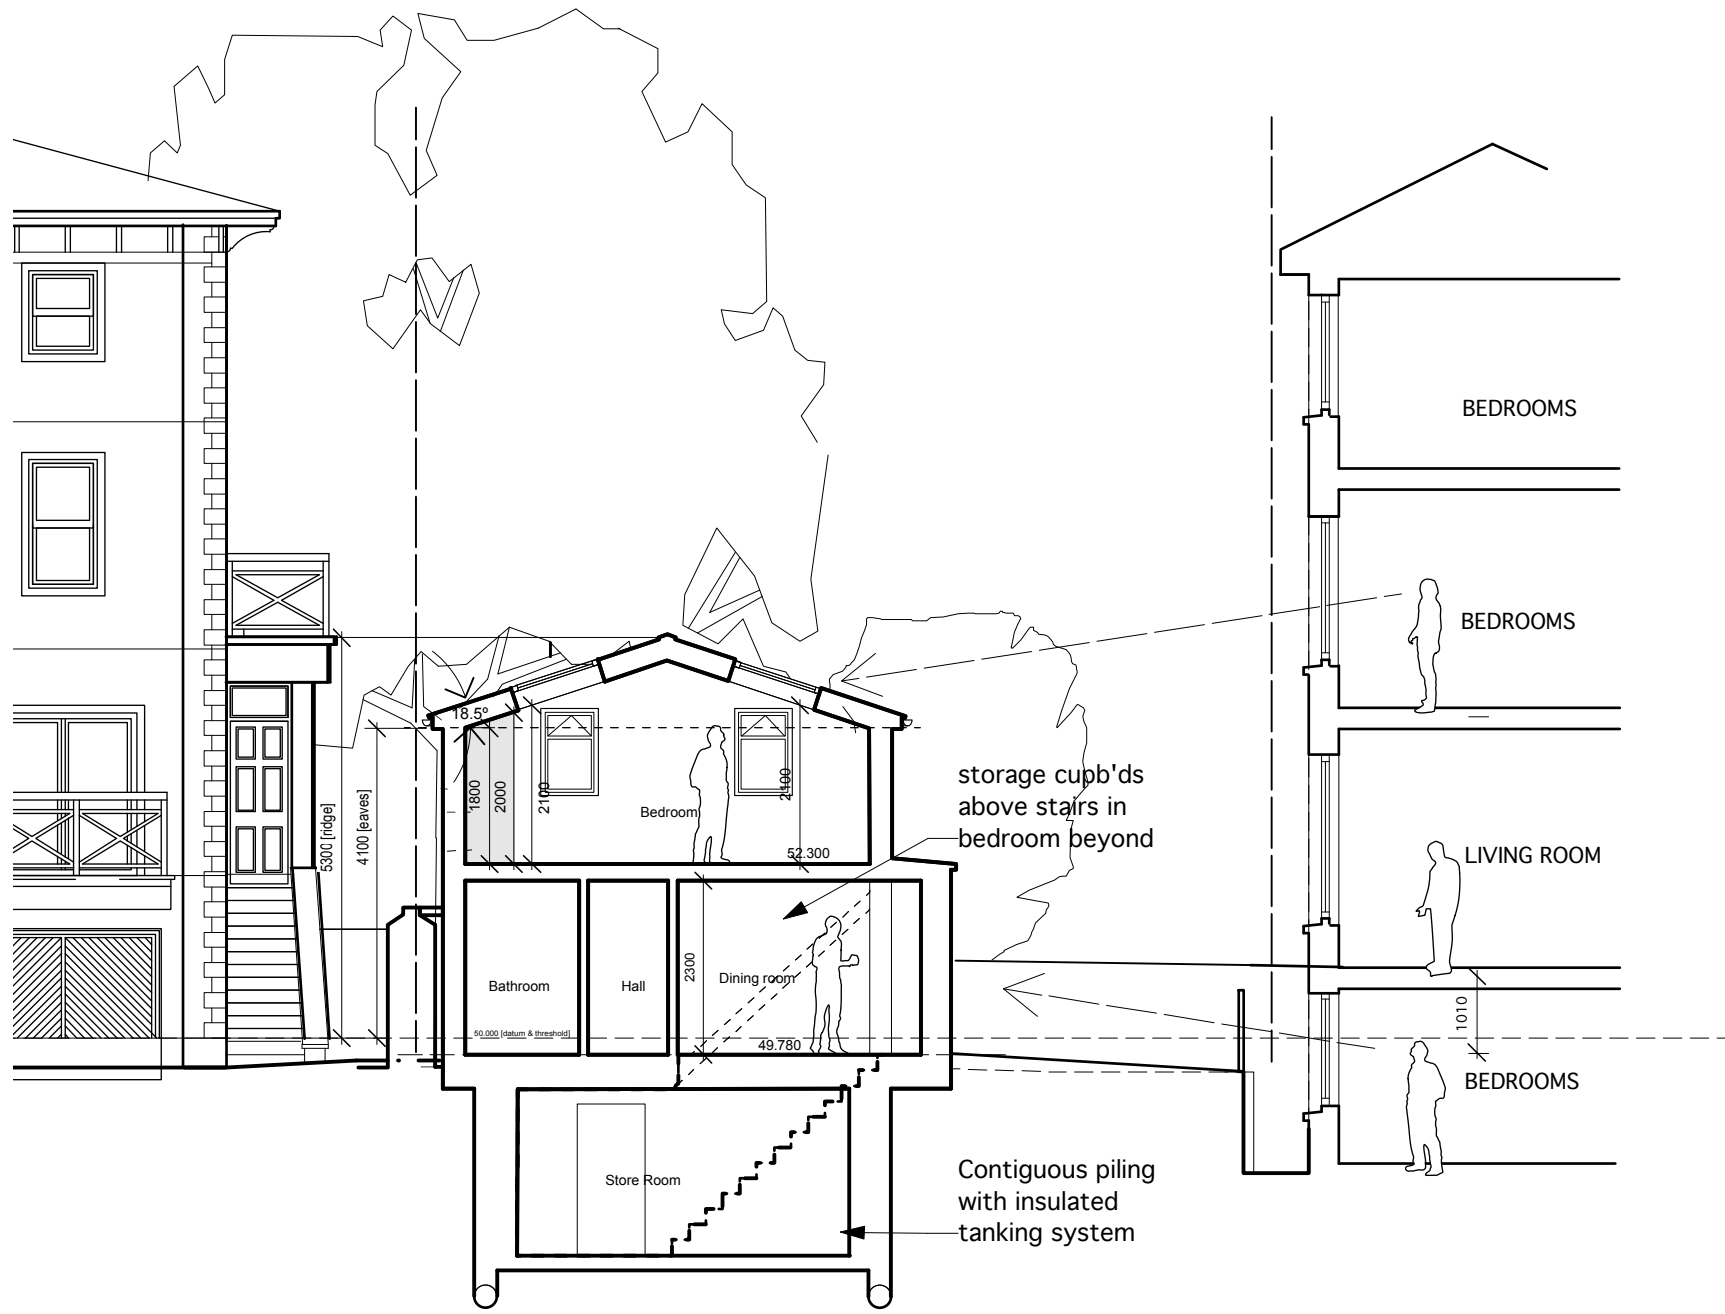 BEDROOMS
BEDROOMS
18.5º
storage cupb'ds
above stairs in
bedroom beyond
1800
2000
2100
2100
Bedroom
5300 [ridge]
4100 [eaves]
52.300
LIVING ROOM
2300
Bathroom
Hall
Dining room
1010
50.000 [datum & threshold]
49.780
BEDROOMS
Store Room
Contiguous piling
with insulated
tanking system